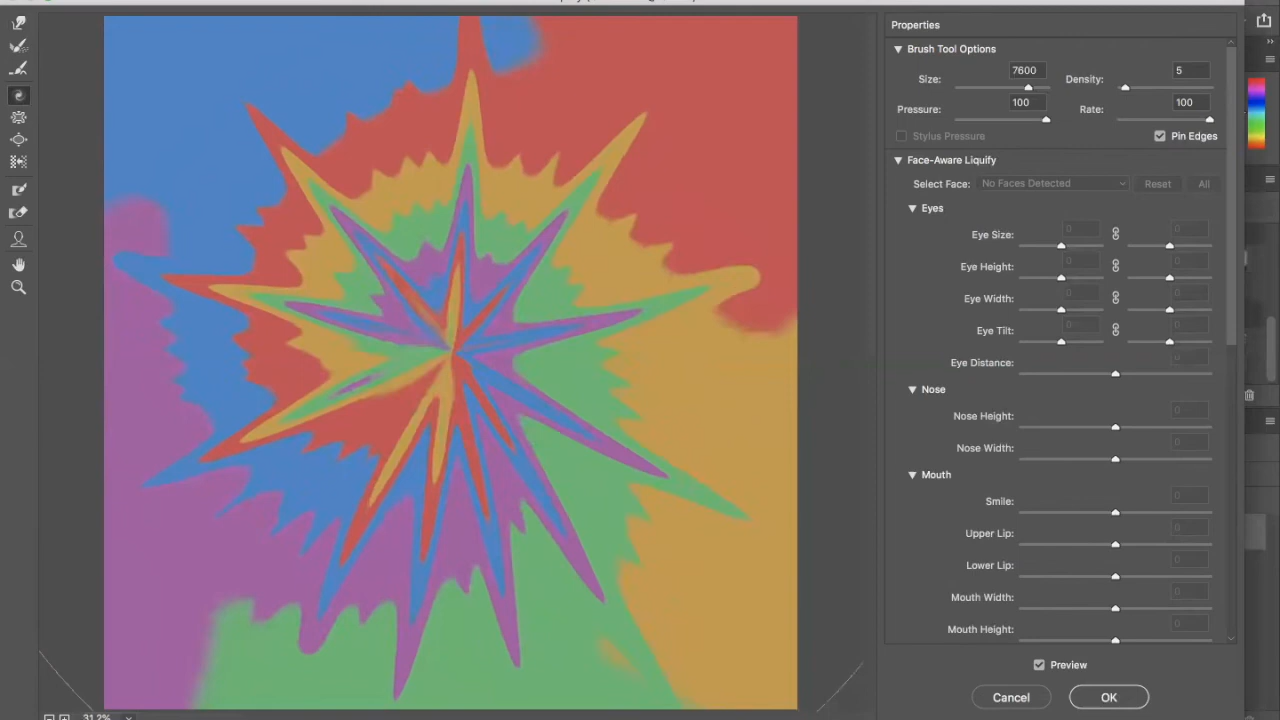 Properties
Brush Tool Options
Size: 7600 Density: 5
Pressure: 100 Rate: 100
Stylus Pressure Pin Edges
Face-Aware Liquify
Select Face: No Faces Detected Reset All
Eyes
Eye Size: 0 0
Eye Height: 0 0
Eye Width: 0 0
Eye Tilt: 0 0
Eye Distance: 0
Nose
Nose Height: 0
Nose Width: 0
Mouth
Smile: 0
Upper Lip: 0
Lower Lip: 0
Mouth Width: 0
Mouth Height: 0
Preview
Cancel OK
31.2%